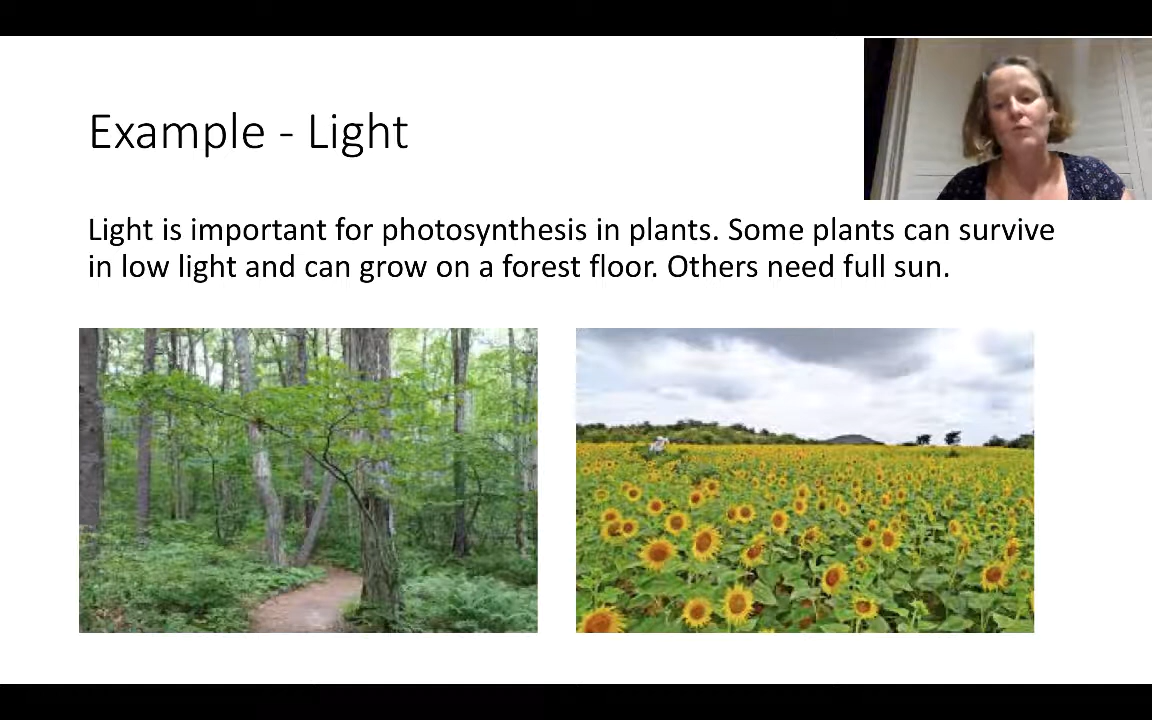 Example - Light
Light is important for photosynthesis in plants. Some plants can survive
in low light and can grow on a forest floor. Others need full sun.